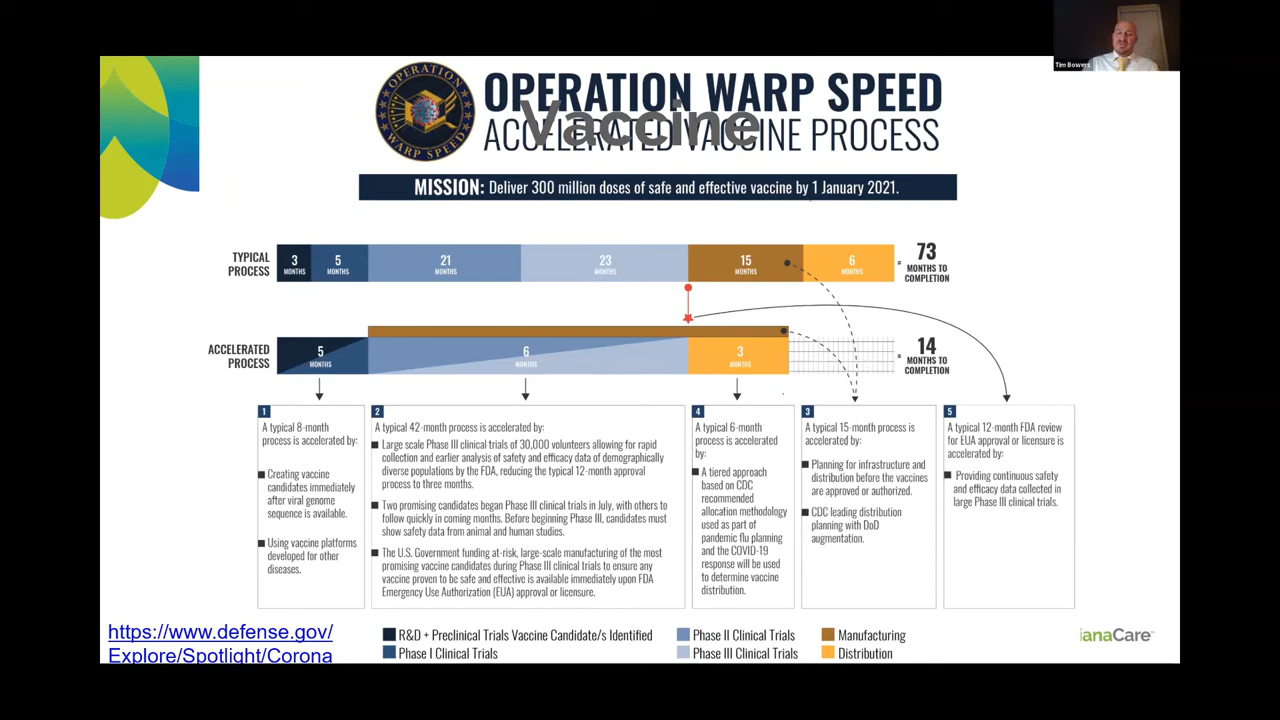 Tim Bowers
OPERATION
WARP SPEED
OPERATION WARP SPEED
Vaccine
ACCELERATED VACCINE PROCESS
MISSION: Deliver 300 million doses of safe and effective vaccine by 1 January 2021.
TYPICAL
PROCESS
3
MONTHS
5
MONTHS
21
MONTHS
23
MONTHS
15
MONTHS
6
MONTHS
=
73
MONTHS TO
COMPLETION
ACCELERATED
PROCESS
5
MONTHS
6
MONTHS
3
MONTHS
=
14
MONTHS TO
COMPLETION
1
A typical 8-month
process is accelerated by:
Creating vaccine
candidates immediately
after viral genome
sequence is available.
Using vaccine platforms
developed for other
diseases.
2
A typical 42-month process is accelerated by:
Large scale Phase III clinical trials of 30,000 volunteers allowing for rapid
collection and earlier analysis of safety and efficacy data of demographically
diverse populations by the FDA, reducing the typical 12-month approval
process to three months.
Two promising candidates began Phase III clinical trials in July, with others to
follow quickly in coming months. Before beginning Phase III, candidates must
show safety data from animal and human studies.
The U.S. Government funding at-risk, large-scale manufacturing of the most
promising vaccine candidates during Phase III clinical trials to ensure any
vaccine proven to be safe and effective is available immediately upon FDA
Emergency Use Authorization (EUA) approval or licensure.
4
A typical 6-month
process is accelerated
by:
A tiered approach
based on CDC
recommended
allocation methodology
used as part of
pandemic flu planning
and the COVID-19
response will be used
to determine vaccine
distribution.
3
A typical 15-month process is
accelerated by:
Planning for infrastructure and
distribution before the vaccines
are approved or authorized.
CDC leading distribution
planning with DoD
augmentation.
5
A typical 12-month FDA review
for EUA approval or licensure is
accelerated by:
Providing continuous safety
and efficacy data collected in
large Phase III clinical trials.
https://www.defense.gov/
Explore/Spotlight/Corona
R&D + Preclinical Trials Vaccine Candidate/s Identified
Phase I Clinical Trials
Phase II Clinical Trials
Phase III Clinical Trials
Manufacturing
Distribution
ianaCare